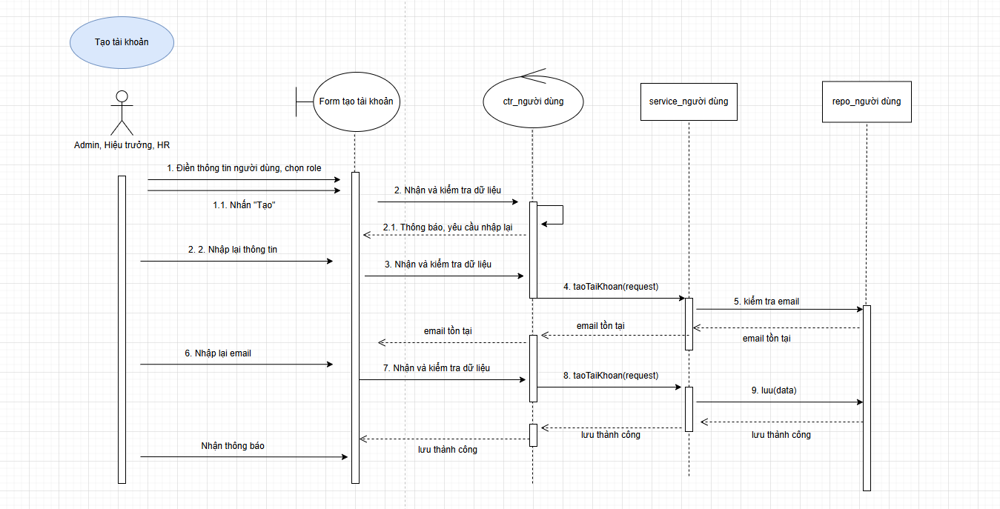 Tạo tài khoản
Form tạo tài khoản
ctr_người dùng
service_người dùng
repo_người dùng
Admin, Hiệu trưởng, HR
1. Điền thông tin người dùng, chọn role
1.1. Nhấn "Tạo"
2. Nhận và kiểm tra dữ liệu
2.1. Thông báo, yêu cầu nhập lại
2. 2. Nhập lại thông tin
3. Nhận và kiểm tra dữ liệu
4. taoTaiKhoan(request)
5. kiểm tra email
email tồn tại
email tồn tại
email tồn tại
6. Nhập lại email
7. Nhận và kiểm tra dữ liệu
8. taoTaiKhoan(request)
9. luu(data)
lưu thành công
lưu thành công
lưu thành công
Nhận thông báo